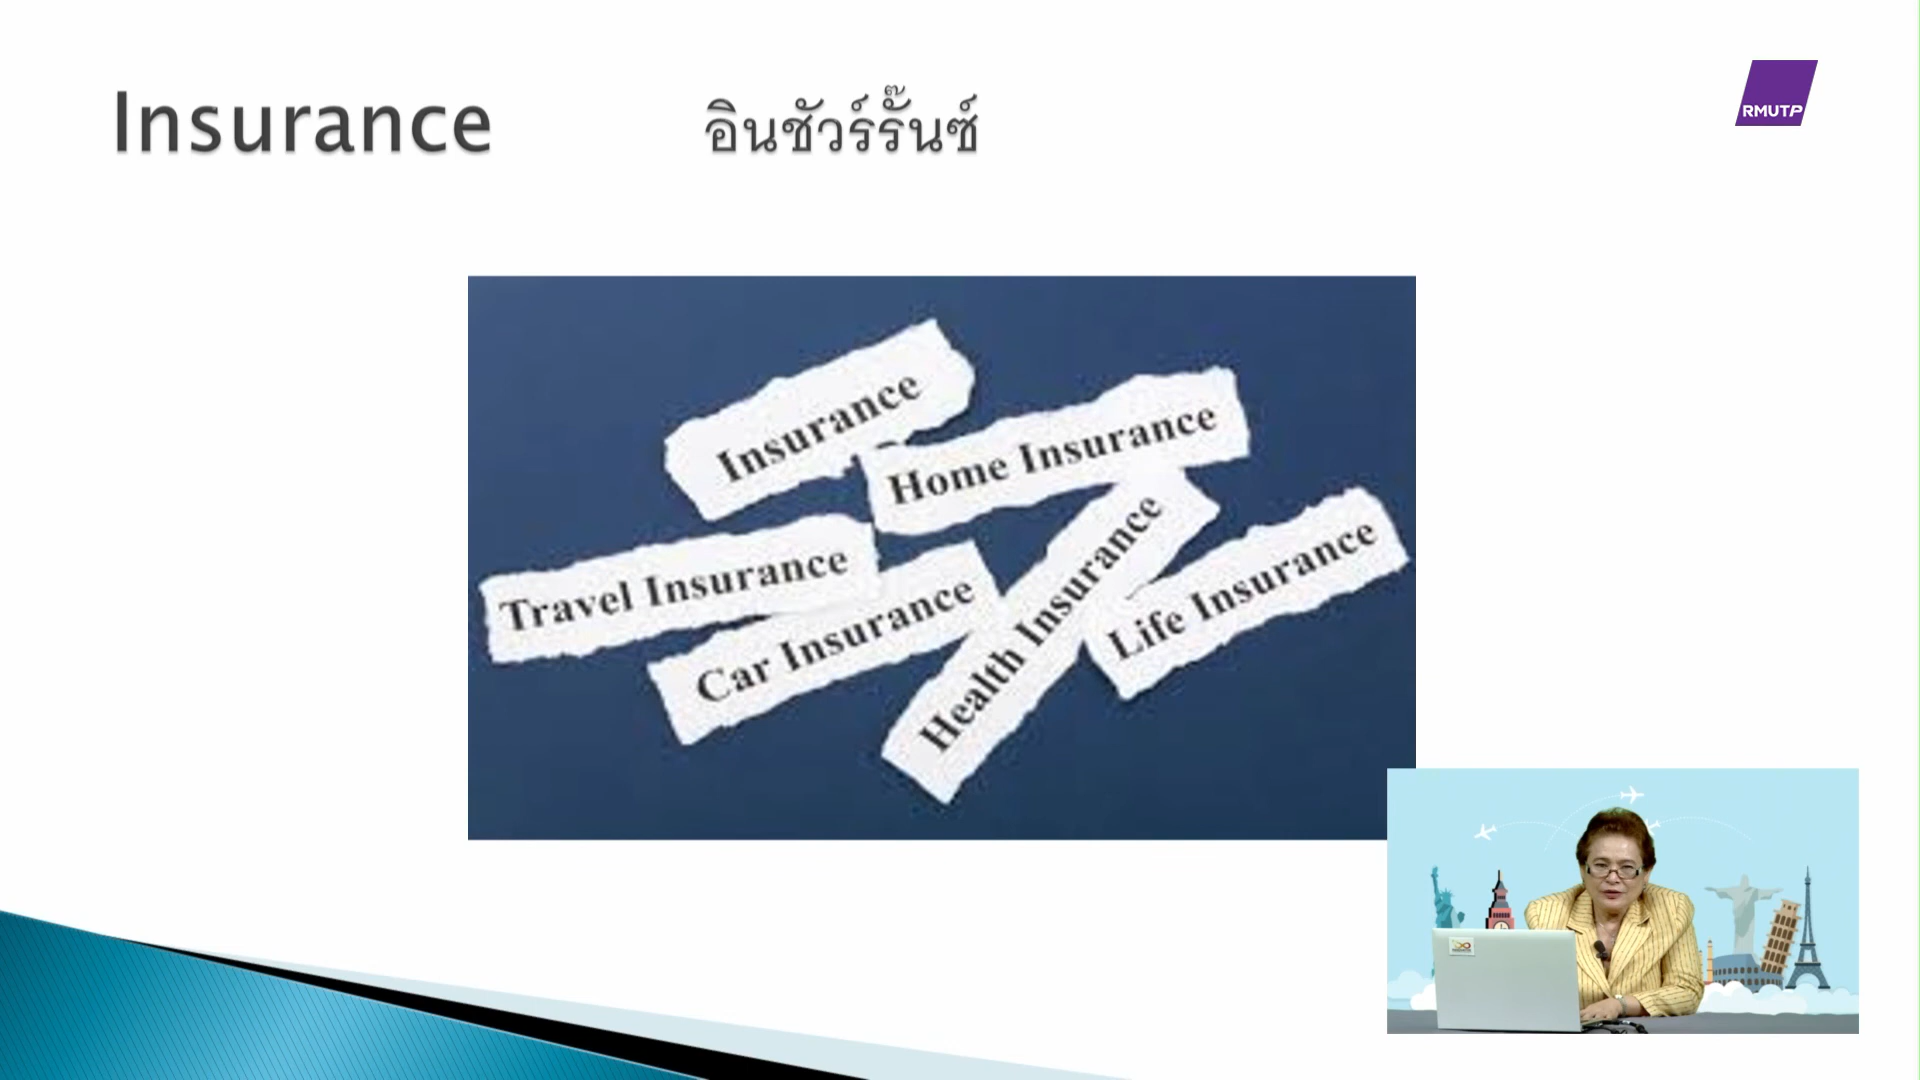 Insurance อินชัวร์รั๊นซ์
RMUTP
Insurance
Home Insurance
Travel Insurance
Car Insurance
Health Insurance
Life Insurance